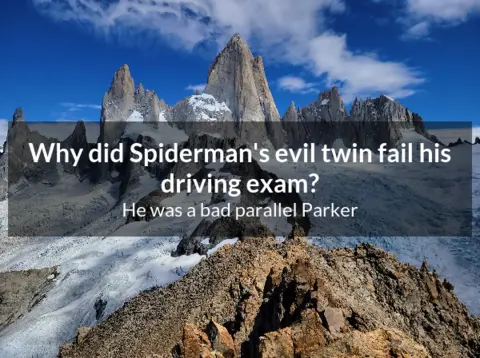 Why did Spiderman's evil twin fail his
driving exam?
He was a bad parallel Parker